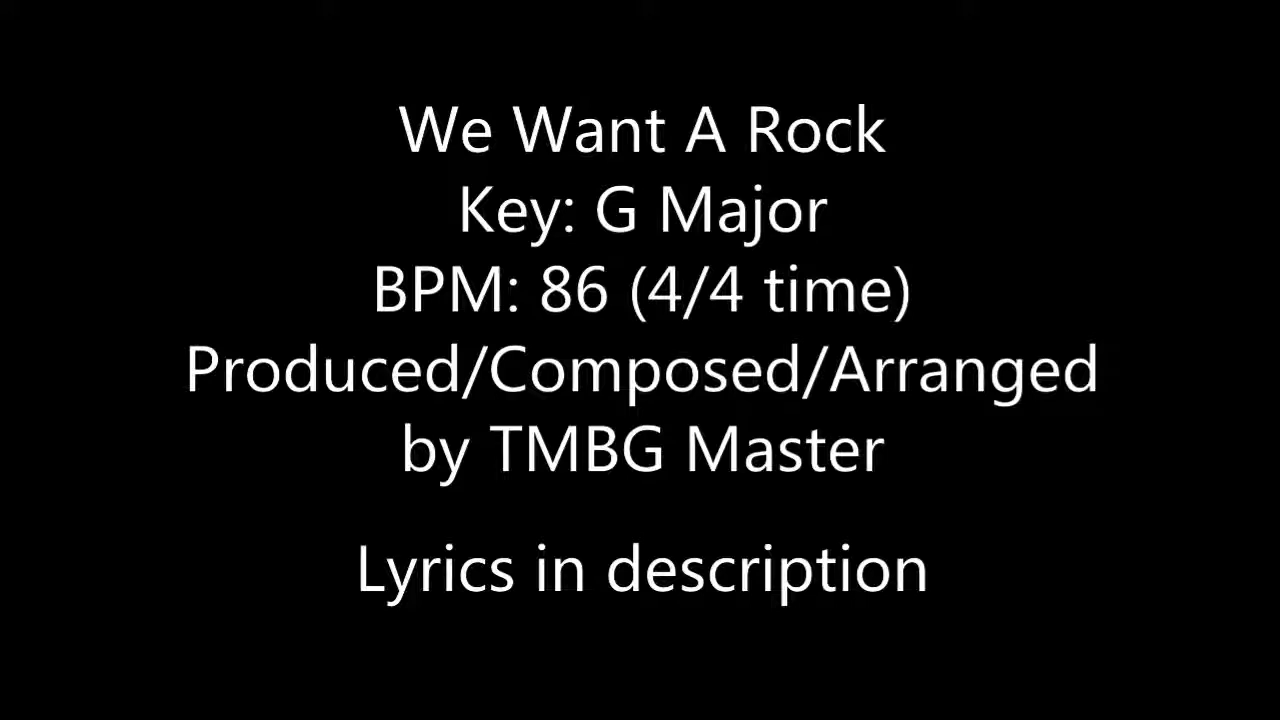 We Want A Rock
Key: G Major
BPM: 86 (4/4 time)
Produced/Composed/Arranged
by TMBG Master
Lyrics in description